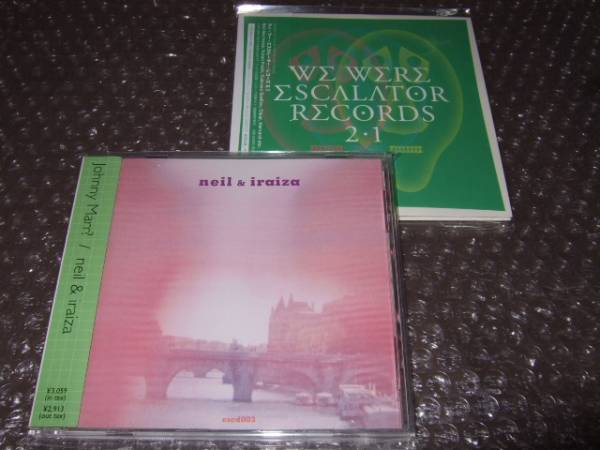 WE WERE
ESCALATOR
RECORDS
2·1
neil & iraiza
Johnny Marr? / neil & iraiza
¥3,059
(in tax)
¥2,913
(out tax)
escd003